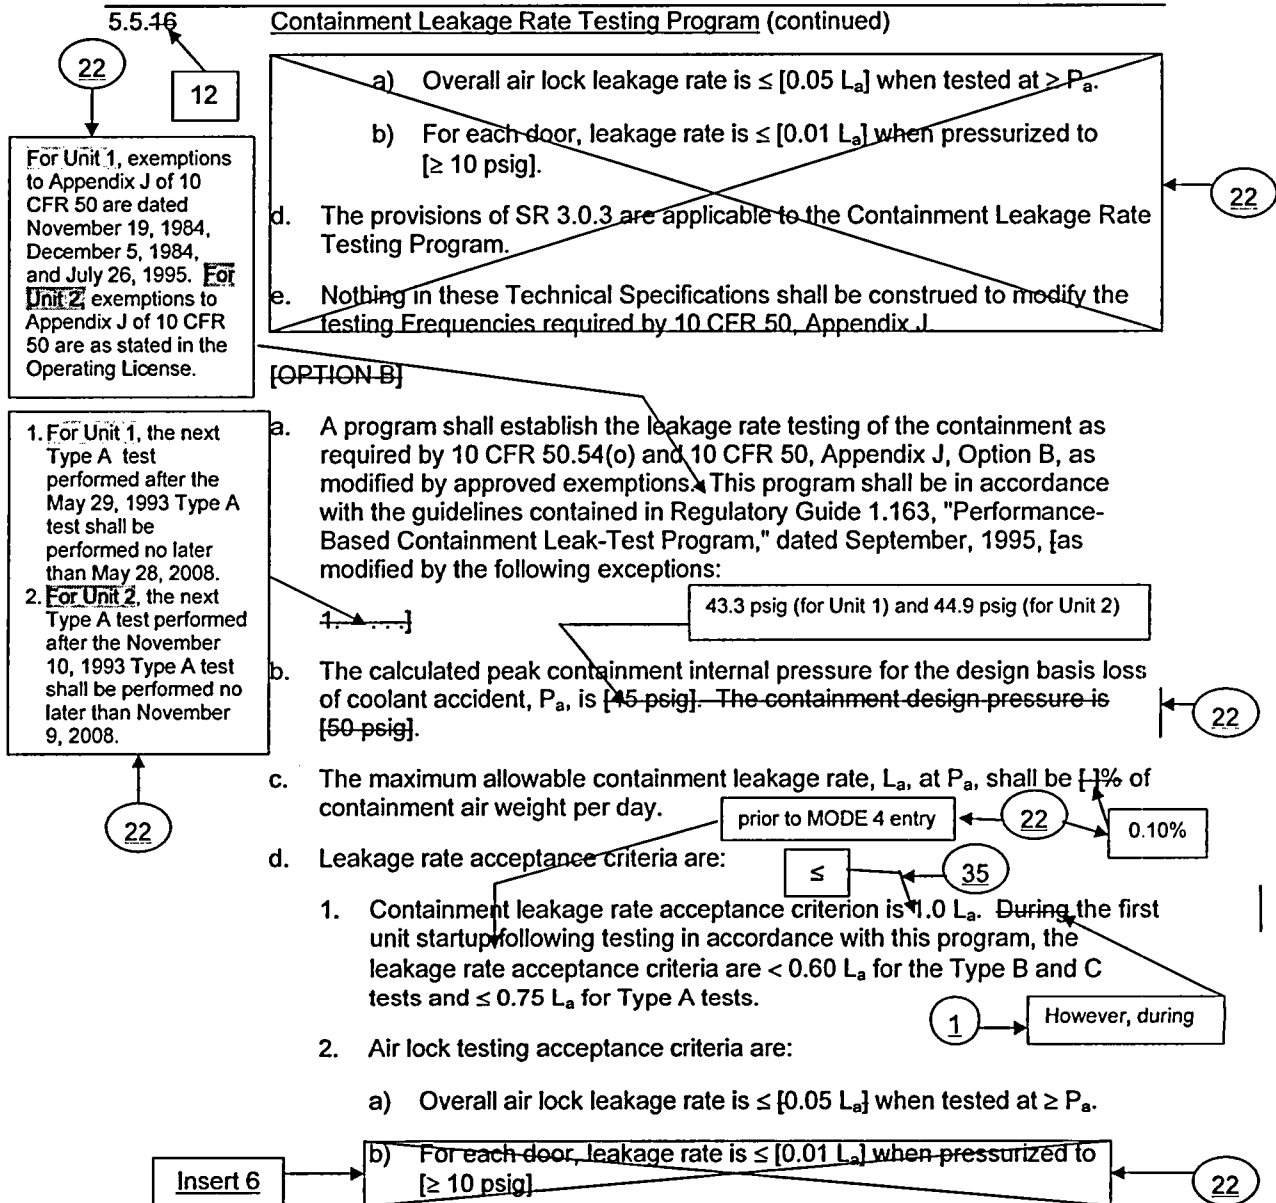 5.5.16 Containment Leakage Rate Testing Program (continued)
22
12
a) Overall air lock leakage rate is ≤ [0.05 Lₐ] when tested at ≥ Pₐ.
b) For each door, leakage rate is ≤ [0.01 Lₐ] when pressurized to
[≥ 10 psig].
22
d. The provisions of SR 3.0.3 are applicable to the Containment Leakage Rate
Testing Program.
e. Nothing in these Technical Specifications shall be construed to modify the
testing Frequencies required by 10 CFR 50, Appendix J.
For Unit 1, exemptions
to Appendix J of 10
CFR 50 are dated
November 19, 1984,
December 5, 1984,
and July 26, 1995. For
Unit 2, exemptions to
Appendix J of 10 CFR
50 are as stated in the
Operating License.
[OPTION B]
a. A program shall establish the leakage rate testing of the containment as
required by 10 CFR 50.54(o) and 10 CFR 50, Appendix J, Option B, as
modified by approved exemptions. This program shall be in accordance
with the guidelines contained in Regulatory Guide 1.163, "Performance-
Based Containment Leak-Test Program," dated September, 1995, [as
modified by the following exceptions:
1. . . .]
1. For Unit 1, the next
Type A test
performed after the
May 29, 1993 Type A
test shall be
performed no later
than May 28, 2008.
2. For Unit 2, the next
Type A test performed
after the November
10, 1993 Type A test
shall be performed no
later than November
9, 2008.
22
43.3 psig (for Unit 1) and 44.9 psig (for Unit 2)
b. The calculated peak containment internal pressure for the design basis loss
of coolant accident, Pₐ, is [45 psig]. The containment design pressure is
[50 psig].
22
c. The maximum allowable containment leakage rate, Lₐ, at Pₐ, shall be [ ]% of
containment air weight per day.
prior to MODE 4 entry
22
0.10%
d. Leakage rate acceptance criteria are:
≤
35
1. Containment leakage rate acceptance criterion is 1.0 Lₐ. During the first
unit startup following testing in accordance with this program, the
leakage rate acceptance criteria are < 0.60 Lₐ for the Type B and C
tests and ≤ 0.75 Lₐ for Type A tests.
1
However, during
2. Air lock testing acceptance criteria are:
a) Overall air lock leakage rate is ≤ [0.05 Lₐ] when tested at ≥ Pₐ.
b) For each door, leakage rate is ≤ [0.01 Lₐ] when pressurized to
[≥ 10 psig]
Insert 6
22